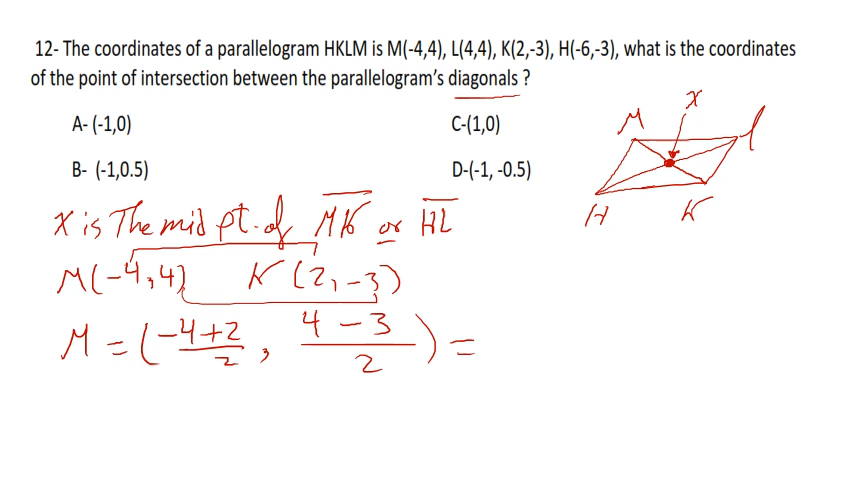 12- The coordinates of a parallelogram HKLM is M(-4,4), L(4,4), K(2,-3), H(-6,-3), what is the coordinates
of the point of intersection between the parallelogram's diagonals ?
A- (-1,0)
C-(1,0)
B- (-1,0.5)
D-(-1, -0.5)
X
M
l
H
K
X is The mid pt. of MK or HL
M(-4,4) K(2,-3)
M = (-4+2/2, 4-3/2) =